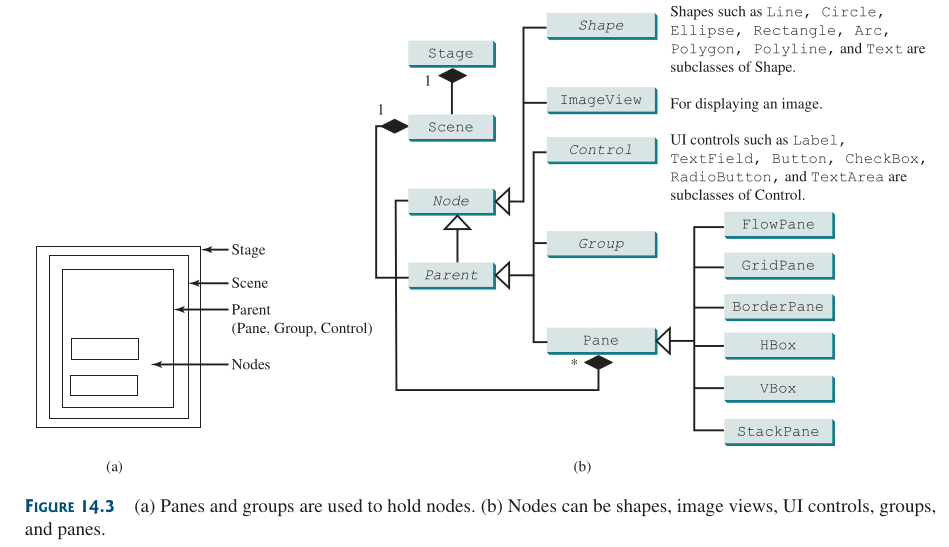 Stage
Scene
Parent
(Pane, Group, Control)
Nodes
(a)
Stage
1
1
Scene
Node
Parent
Shape
ImageView
Control
Group
Pane
*
Shapes such as Line, Circle,
Ellipse, Rectangle, Arc,
Polygon, Polyline, and Text are
subclasses of Shape.
For displaying an image.
UI controls such as Label,
TextField, Button, CheckBox,
RadioButton, and TextArea are
subclasses of Control.
FlowPane
GridPane
BorderPane
HBox
VBox
StackPane
(b)
FIGURE 14.3 (a) Panes and groups are used to hold nodes. (b) Nodes can be shapes, image views, UI controls, groups,
and panes.